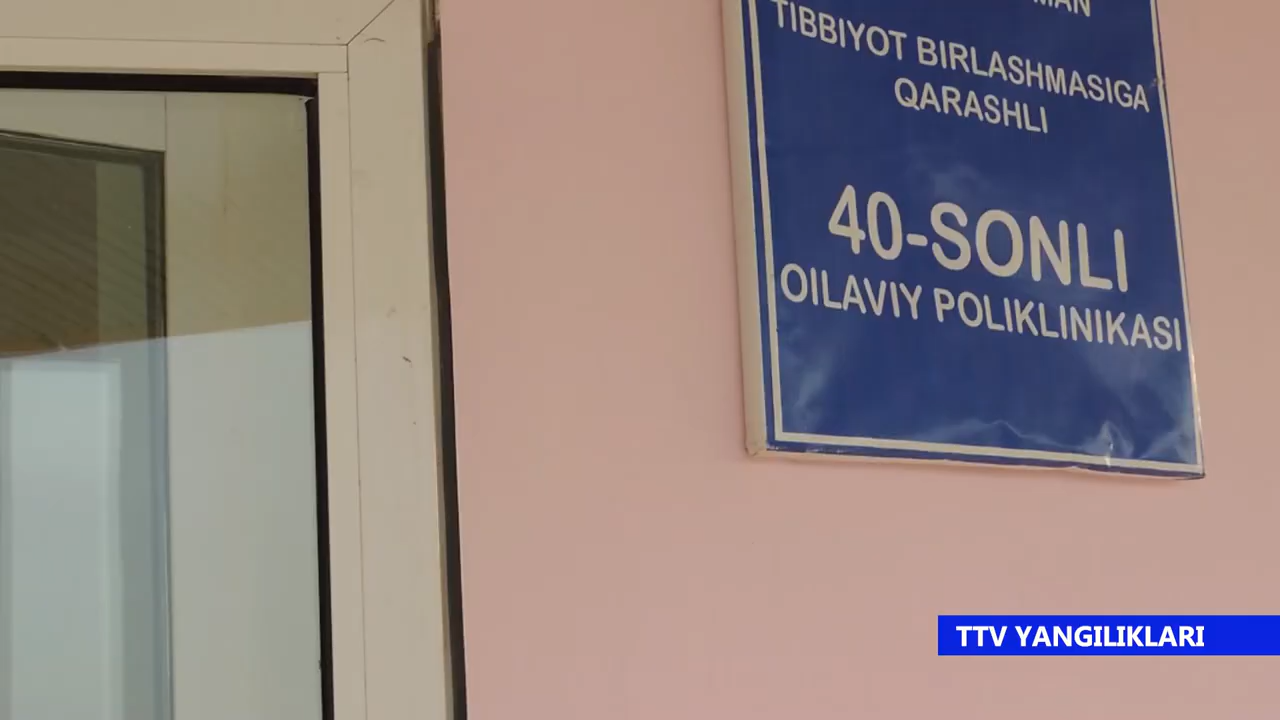 TIBBIYOT BIRLASHMASIGA
QARASHLI
40-SONLI
OILAVIY POLIKLINIKASI
TTV YANGILIKLARI